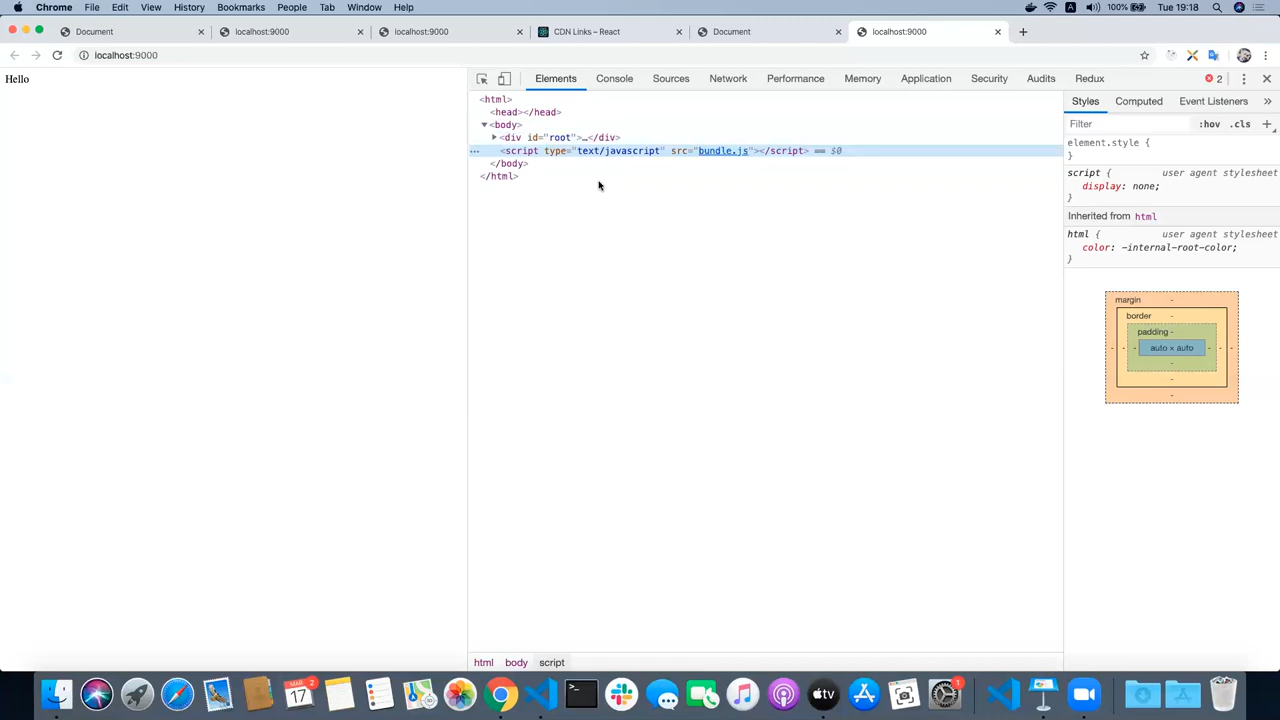 Chrome File Edit View History Bookmarks People Tab Window Help A 100% Tue 19:18
Document localhost:9000 localhost:9000 CDN Links – React Document localhost:9000
localhost:9000
Hello
Elements Console Sources Network Performance Memory Application Security Audits Redux 2
<html>
<head></head>
<body>
<div id="root">…</div>
… <script type="text/javascript" src="bundle.js"></script> == $0
</body>
</html>
html body script
Styles Computed Event Listeners »
Filter :hov .cls +
element.style {
}
script { user agent stylesheet
display: none;
}
Inherited from html
html { user agent stylesheet
color: -internal-root-color;
}
margin -
border -
padding -
- - - auto × auto - - -
-
-
-
17 2
1